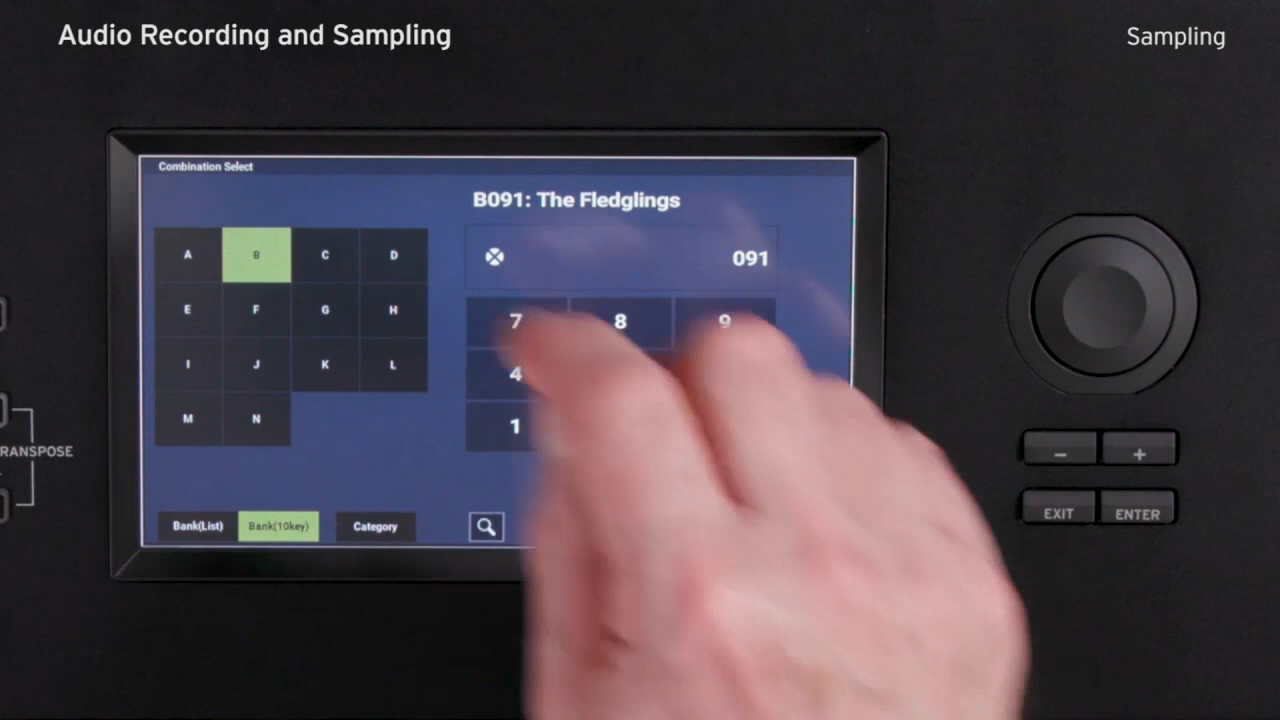 Audio Recording and Sampling
Sampling
Combination Select
B091: The Fledglings
091
A B C D
E F G H
I J K L
M N
7 8 9
4
1
Bank(List) Bank(10key) Category
RANSPOSE
− +
EXIT ENTER